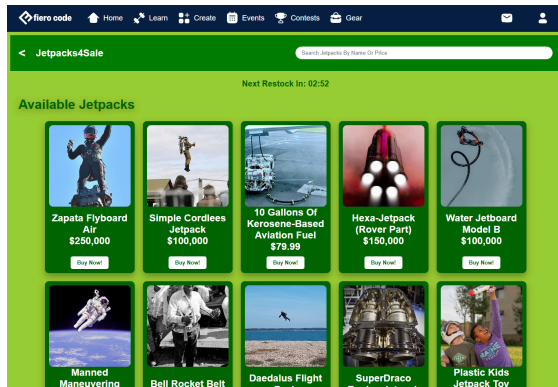 fiero code Home Learn Create Events Contests Gear
< Jetpacks4Sale Search Jetpacks By Name Or Price
Next Restock In: 02:52
Available Jetpacks
Zapata Flyboard
Air
$250,000
Buy Now!
Simple Cordlees
Jetpack
$100,000
Buy Now!
10 Gallons Of
Kerosene-Based
Aviation Fuel
$79.99
Buy Now!
Hexa-Jetpack
(Rover Part)
$150,000
Buy Now!
Water Jetboard
Model B
$100,000
Buy Now!
Manned
Maneuvering
Bell Rocket Belt
Daedalus Flight
SuperDraco
Plastic Kids
Jetpack Toy